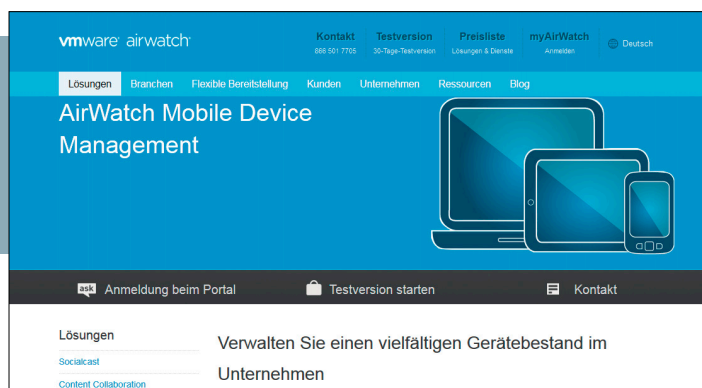 vmware airwatch
Kontakt Testversion Preisliste myAirWatch
866 501 7705 30-Tage-Testversion Lösungen & Dienste Anmelden Deutsch
Lösungen Branchen Flexible Bereitstellung Kunden Unternehmen Ressourcen Blog
AirWatch Mobile Device
Management
ask Anmeldung beim Portal Testversion starten Kontakt
Lösungen
Socialcast
Content Collaboration
Verwalten Sie einen vielfältigen Gerätebestand im
Unternehmen